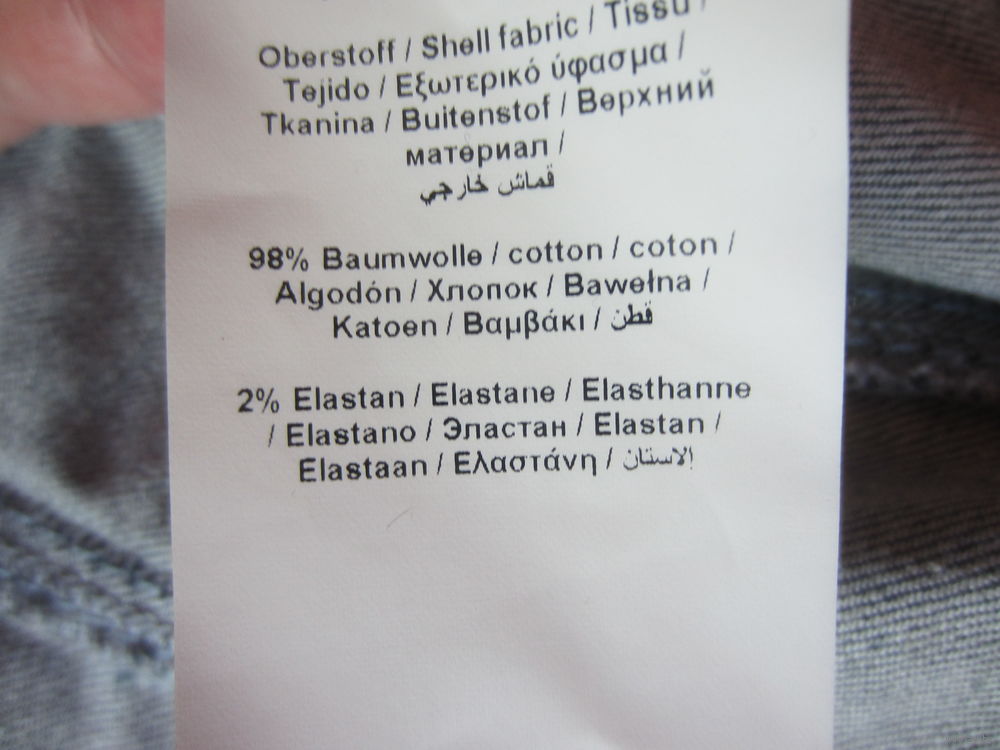 Oberstoff / Shell fabric / Tissu /
Tejido / Εξωτερικό ύφασμα /
Tkanina / Buitenstof / Верхний
материал /
قماش خارجي
98% Baumwolle / cotton / coton /
Algodón / Хлопок / Bawełna /
Katoen / Βαμβάκι / قطن
2% Elastan / Elastane / Elasthanne
/ Elastano / Эластан / Elastan /
Elastaan / Ελαστάνη / الاستان